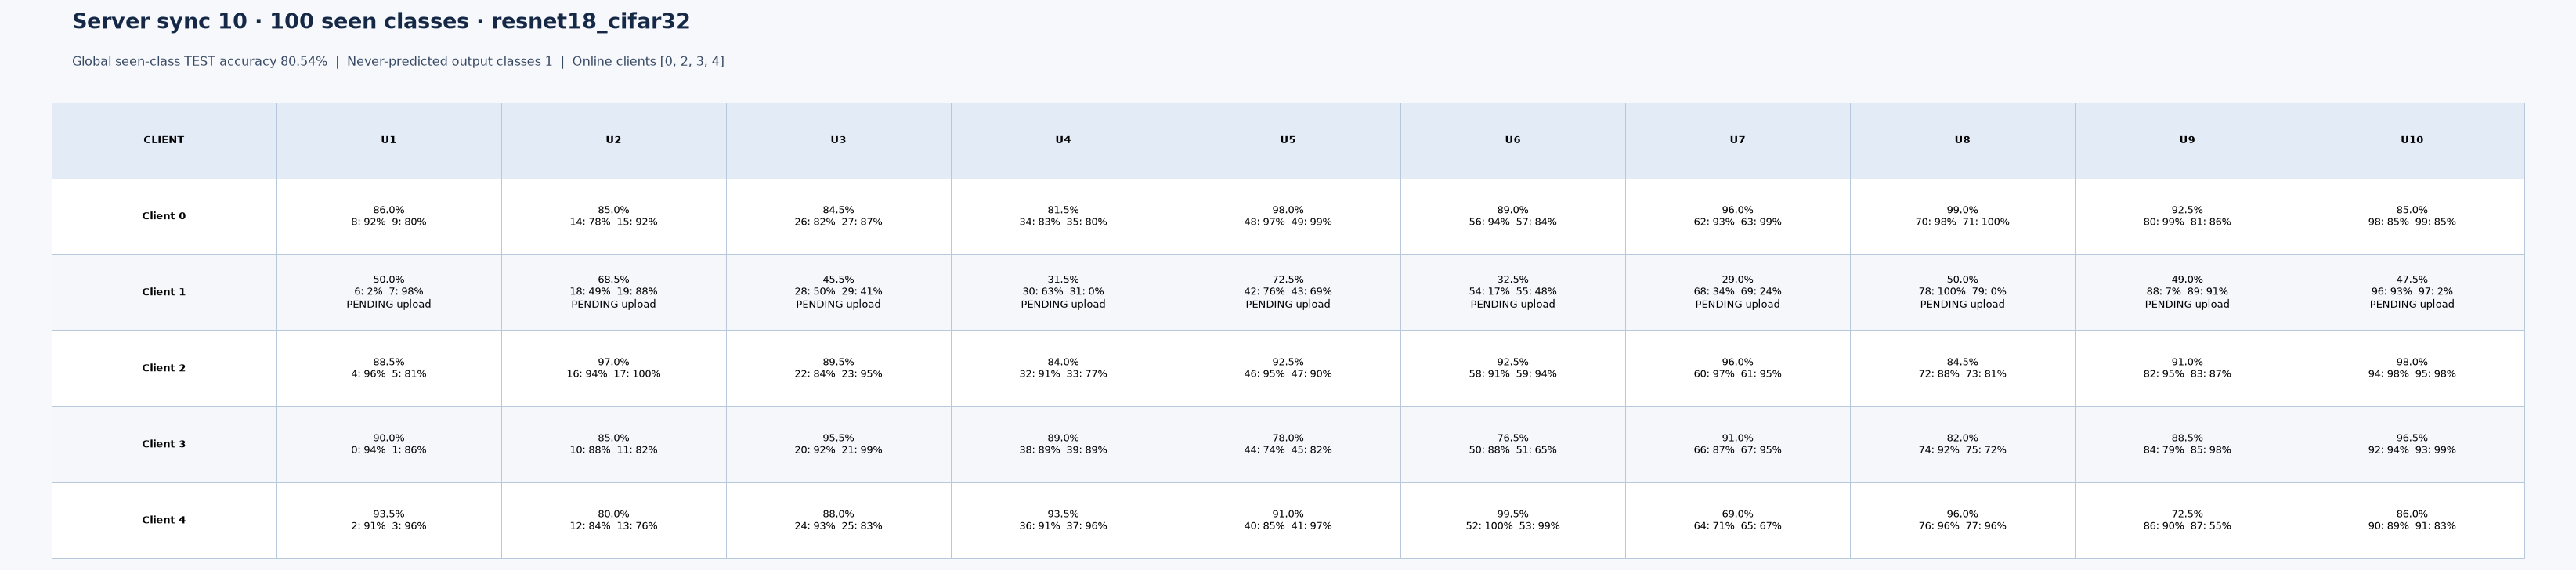 Server sync 10 · 100 seen classes · resnet18_cifar32
Global seen-class TEST accuracy 80.54% | Never-predicted output classes 1 | Online clients [0, 2, 3, 4]
CLIENT U1 U2 U3 U4 U5 U6 U7 U8 U9 U10
86.0% 85.0% 84.5% 81.5% 98.0% 89.0% 96.0% 99.0% 92.5% 85.0%
Client 0 8: 92% 9: 80% 14: 78% 15: 92% 26: 82% 27: 87% 34: 83% 35: 80% 48: 97% 49: 99% 56: 94% 57: 84% 62: 93% 63: 99% 70: 98% 71: 100% 80: 99% 81: 86% 98: 85% 99: 85%
50.0% 68.5% 45.5% 31.5% 72.5% 32.5% 29.0% 50.0% 49.0% 47.5%
Client 1 6: 2% 7: 98% 18: 49% 19: 88% 28: 50% 29: 41% 30: 63% 31: 0% 42: 76% 43: 69% 54: 17% 55: 48% 68: 34% 69: 24% 78: 100% 79: 0% 88: 7% 89: 91% 96: 93% 97: 2%
PENDING upload PENDING upload PENDING upload PENDING upload PENDING upload PENDING upload PENDING upload PENDING upload PENDING upload PENDING upload
88.5% 97.0% 89.5% 84.0% 92.5% 92.5% 96.0% 84.5% 91.0% 98.0%
Client 2 4: 96% 5: 81% 16: 94% 17: 100% 22: 84% 23: 95% 32: 91% 33: 77% 46: 95% 47: 90% 58: 91% 59: 94% 60: 97% 61: 95% 72: 88% 73: 81% 82: 95% 83: 87% 94: 98% 95: 98%
90.0% 85.0% 95.5% 89.0% 78.0% 76.5% 91.0% 82.0% 88.5% 96.5%
Client 3 0: 94% 1: 86% 10: 88% 11: 82% 20: 92% 21: 99% 38: 89% 39: 89% 44: 74% 45: 82% 50: 88% 51: 65% 66: 87% 67: 95% 74: 92% 75: 72% 84: 79% 85: 98% 92: 94% 93: 99%
93.5% 80.0% 88.0% 93.5% 91.0% 99.5% 69.0% 96.0% 72.5% 86.0%
Client 4 2: 91% 3: 96% 12: 84% 13: 76% 24: 93% 25: 83% 36: 91% 37: 96% 40: 85% 41: 97% 52: 100% 53: 99% 64: 71% 65: 67% 76: 96% 77: 96% 86: 90% 87: 55% 90: 89% 91: 83%